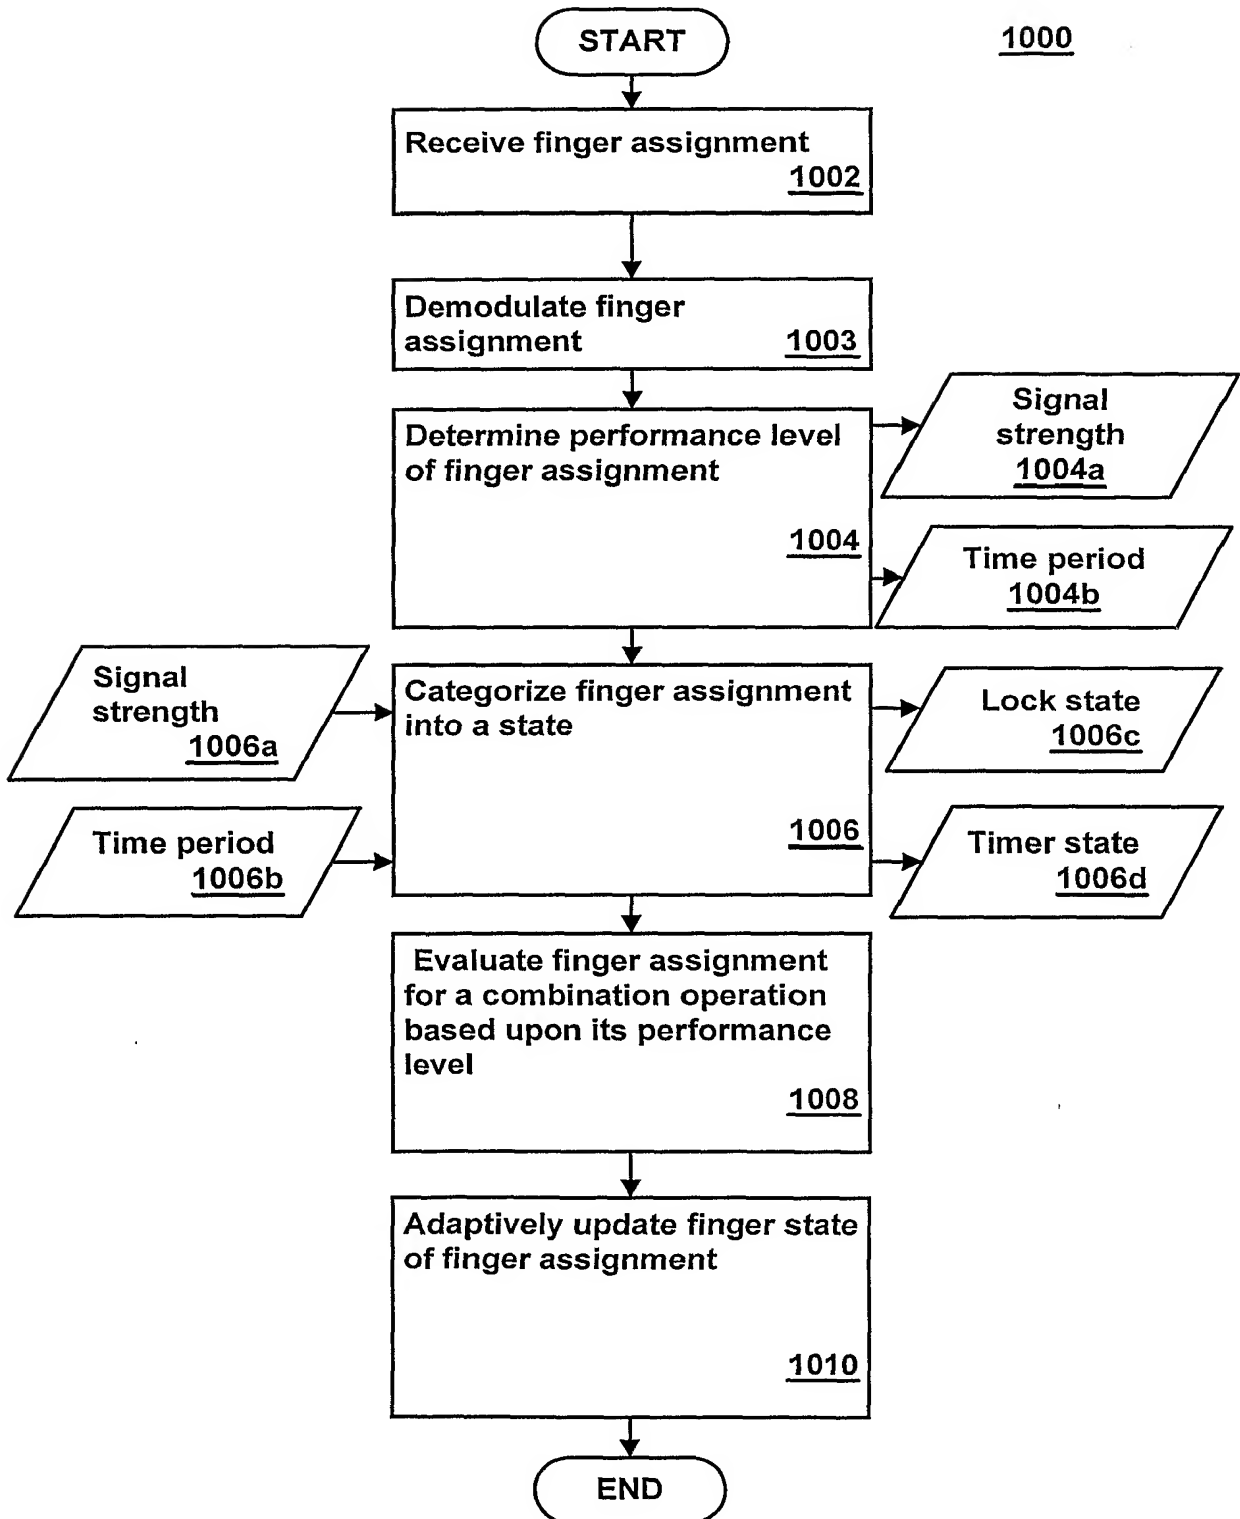 START
1000
Receive finger assignment
1002
Demodulate finger
assignment
1003
Determine performance level
of finger assignment
1004
Signal
strength
1004a
Time period
1004b
Signal
strength
1006a
Time period
1006b
Categorize finger assignment
into a state
1006
Lock state
1006c
Timer state
1006d
Evaluate finger assignment
for a combination operation
based upon its performance
level
1008
Adaptively update finger state
of finger assignment
1010
END